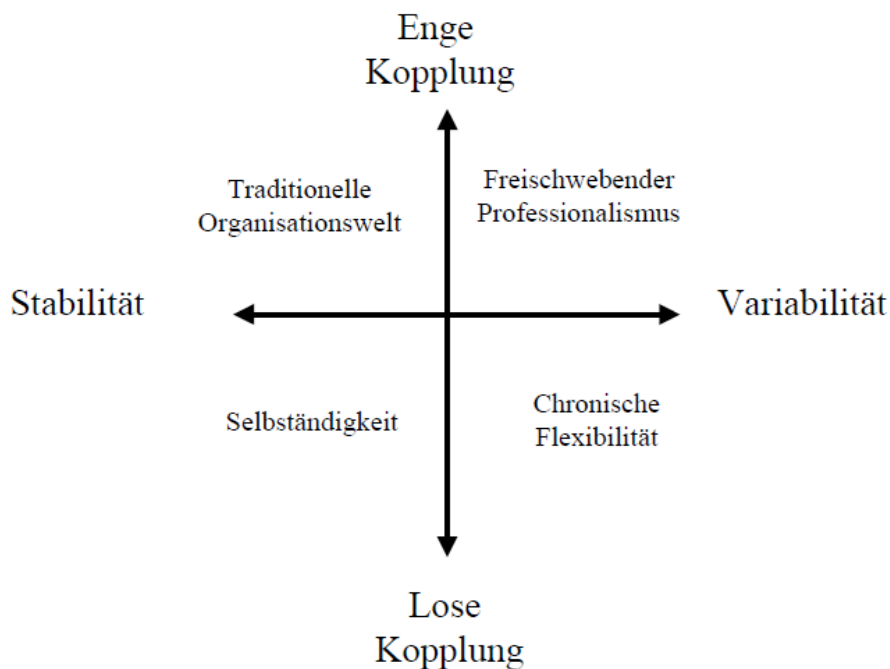 Enge
Kopplung
Traditionelle
Organisationswelt
Freischwebender
Professionalismus
Stabilität
Variabilität
Selbständigkeit
Chronische
Flexibilität
Lose
Kopplung